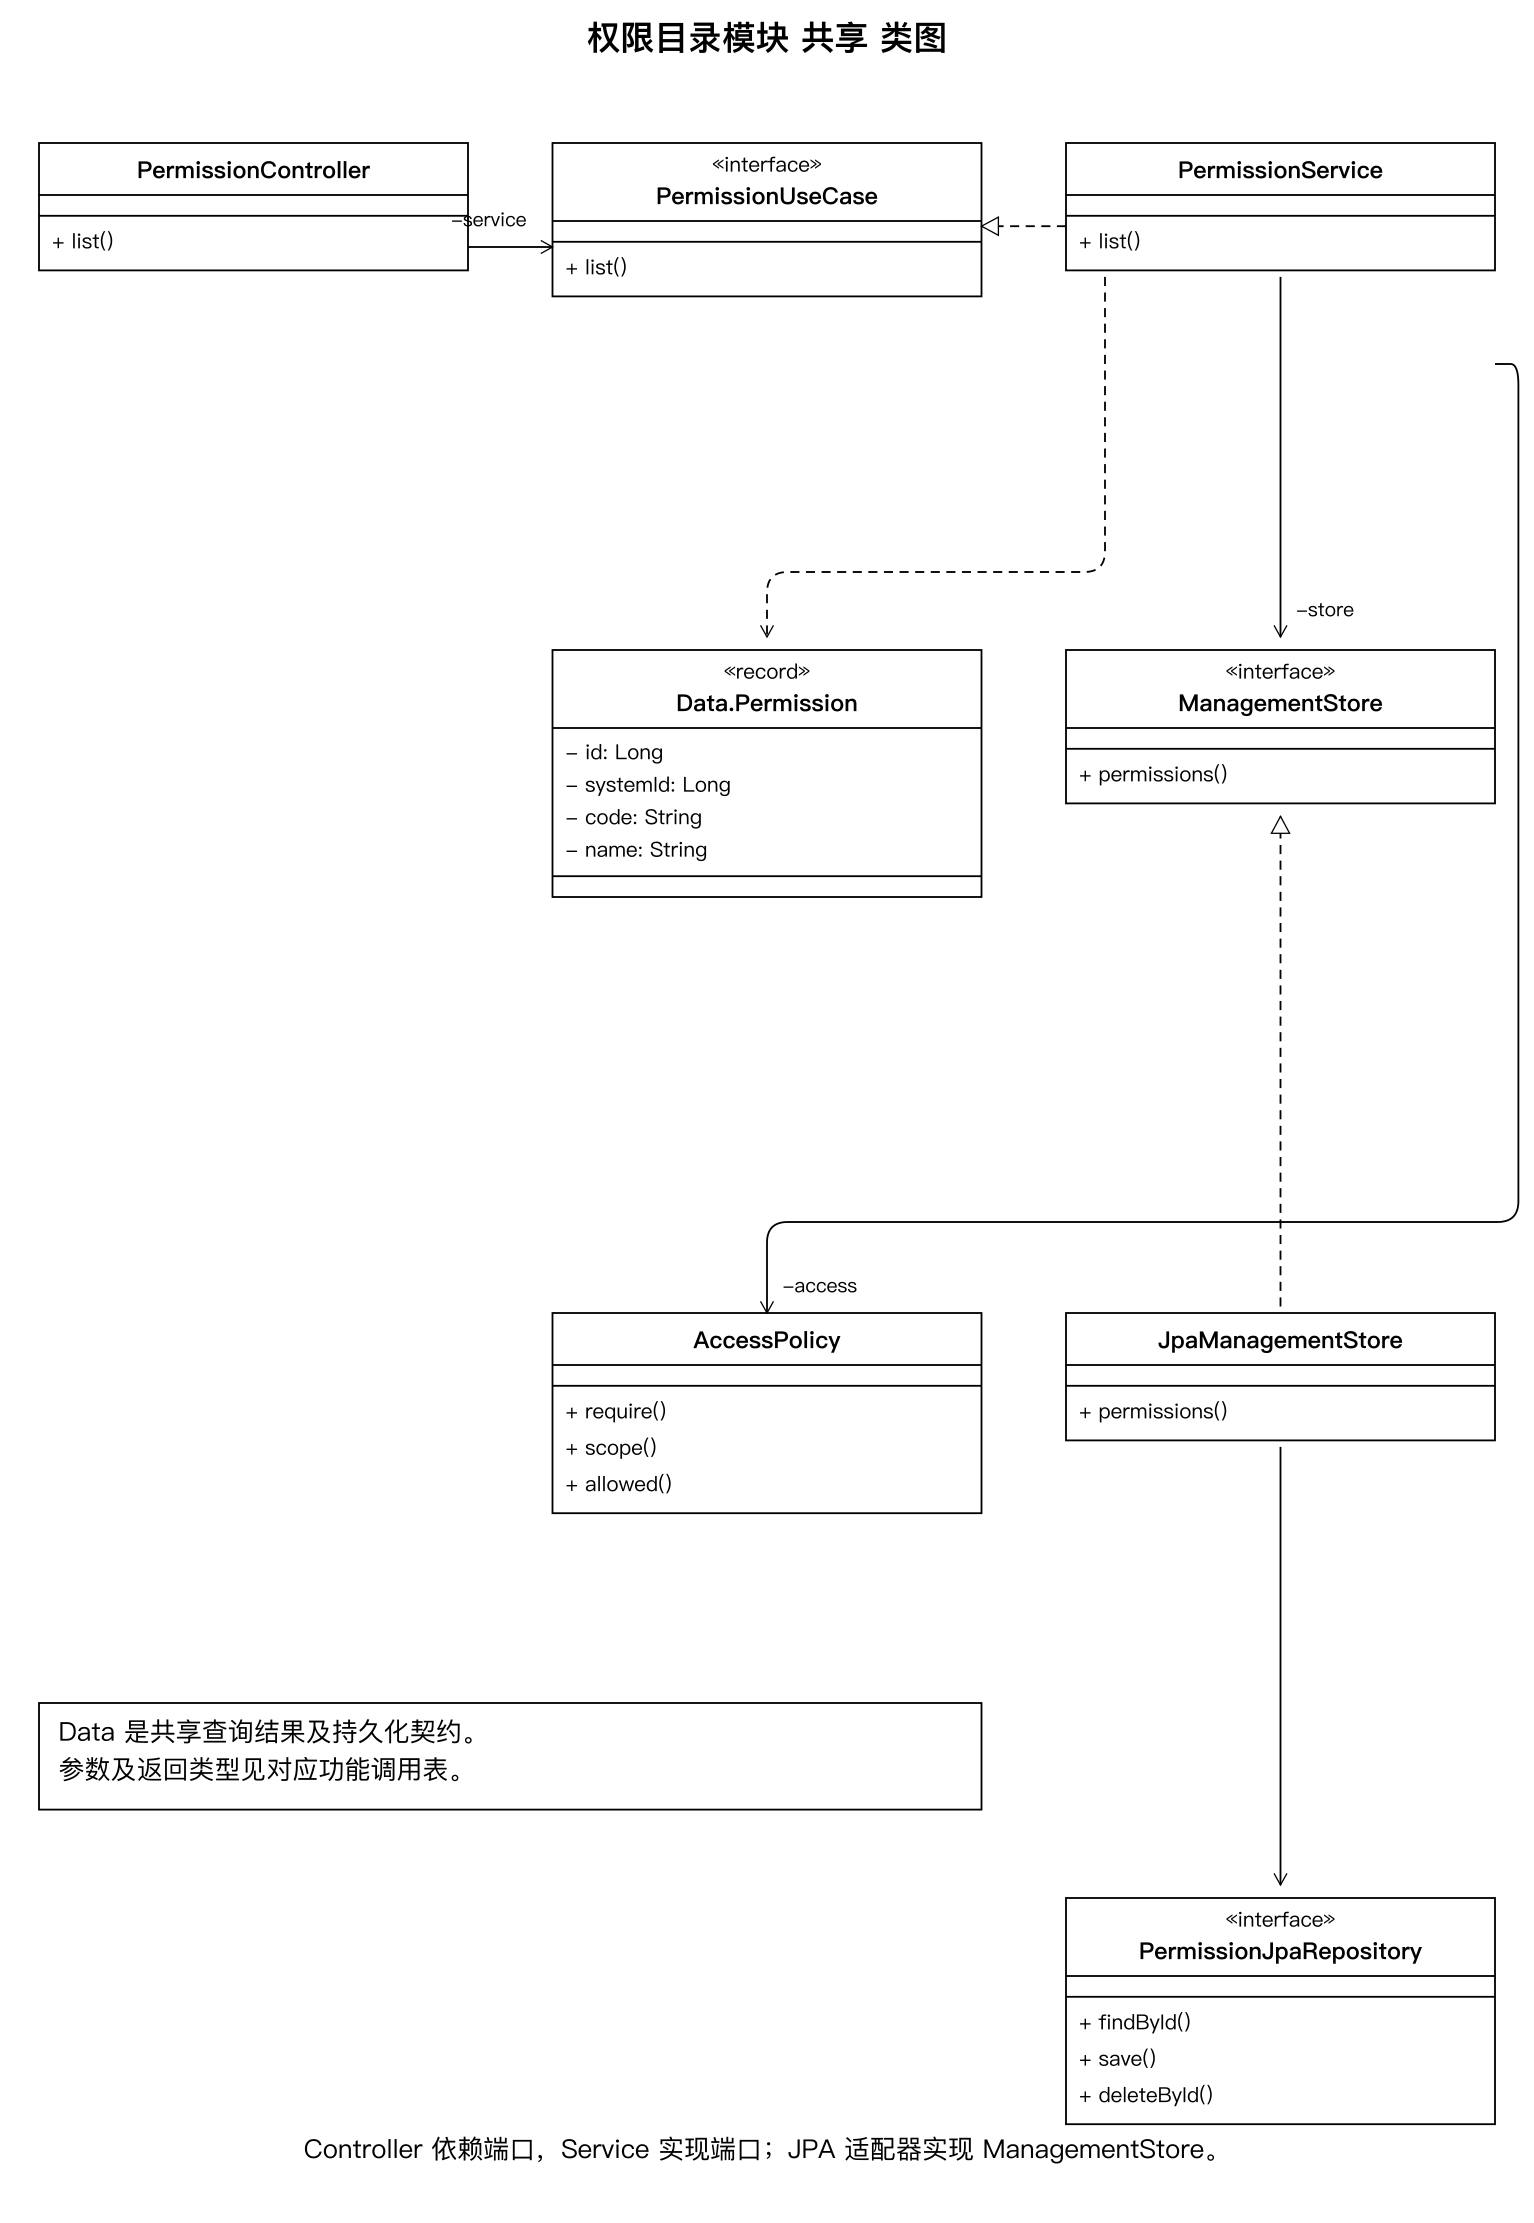 权限目录模块 共享 类图
PermissionController
+ list()
–service
«interface»
PermissionUseCase
+ list()
PermissionService
+ list()
–store
«record»
Data.Permission
– id: Long
– systemId: Long
– code: String
– name: String
«interface»
ManagementStore
+ permissions()
–access
AccessPolicy
+ require()
+ scope()
+ allowed()
JpaManagementStore
+ permissions()
Data 是共享查询结果及持久化契约。
参数及返回类型见对应功能调用表。
«interface»
PermissionJpaRepository
+ findById()
+ save()
+ deleteById()
Controller 依赖端口，Service 实现端口；JPA 适配器实现 ManagementStore。